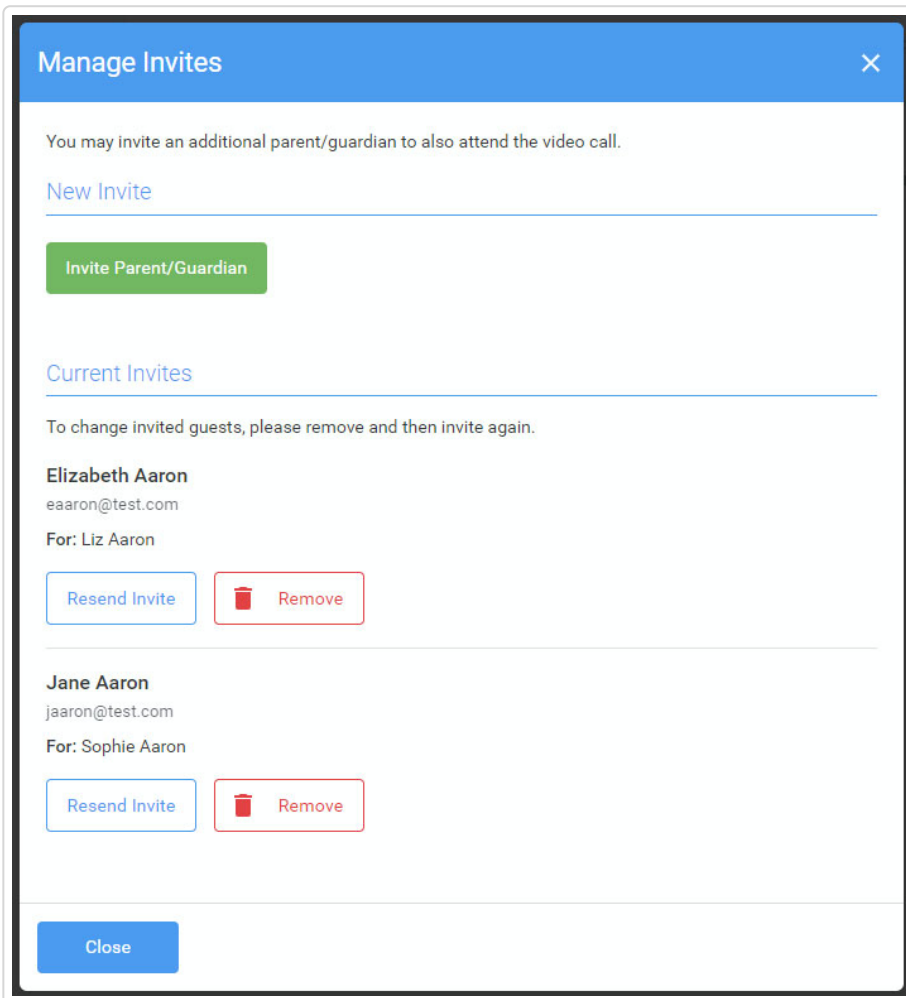 Manage Invites
You may invite an additional parent/guardian to also attend the video call.
New Invite
Invite Parent/Guardian
Current Invites
To change invited guests, please remove and then invite again.
Elizabeth Aaron
eaaron@test.com
For: Liz Aaron
Resend Invite Remove
Jane Aaron
jaaron@test.com
For: Sophie Aaron
Resend Invite Remove
Close